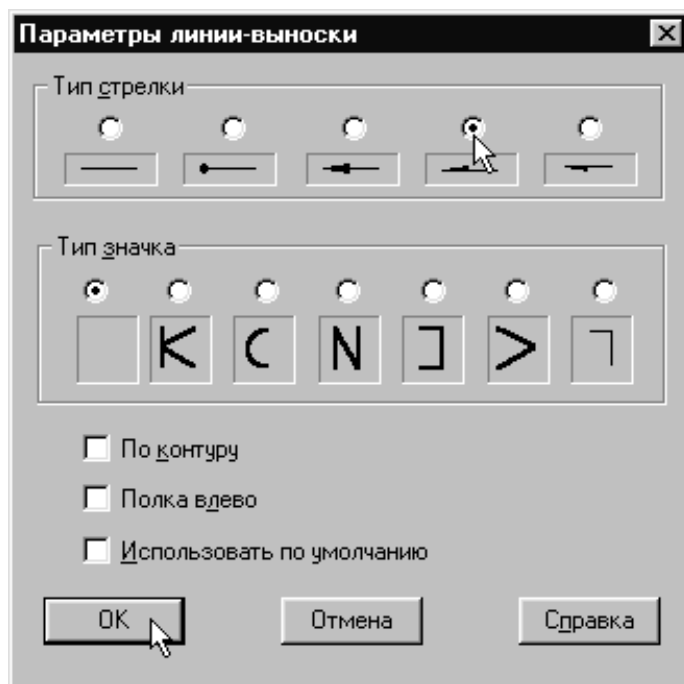 Параметры линии-выноски
Тип стрелки
Тип значка
По контуру
Полка влево
Использовать по умолчанию
OK
Отмена
Справка